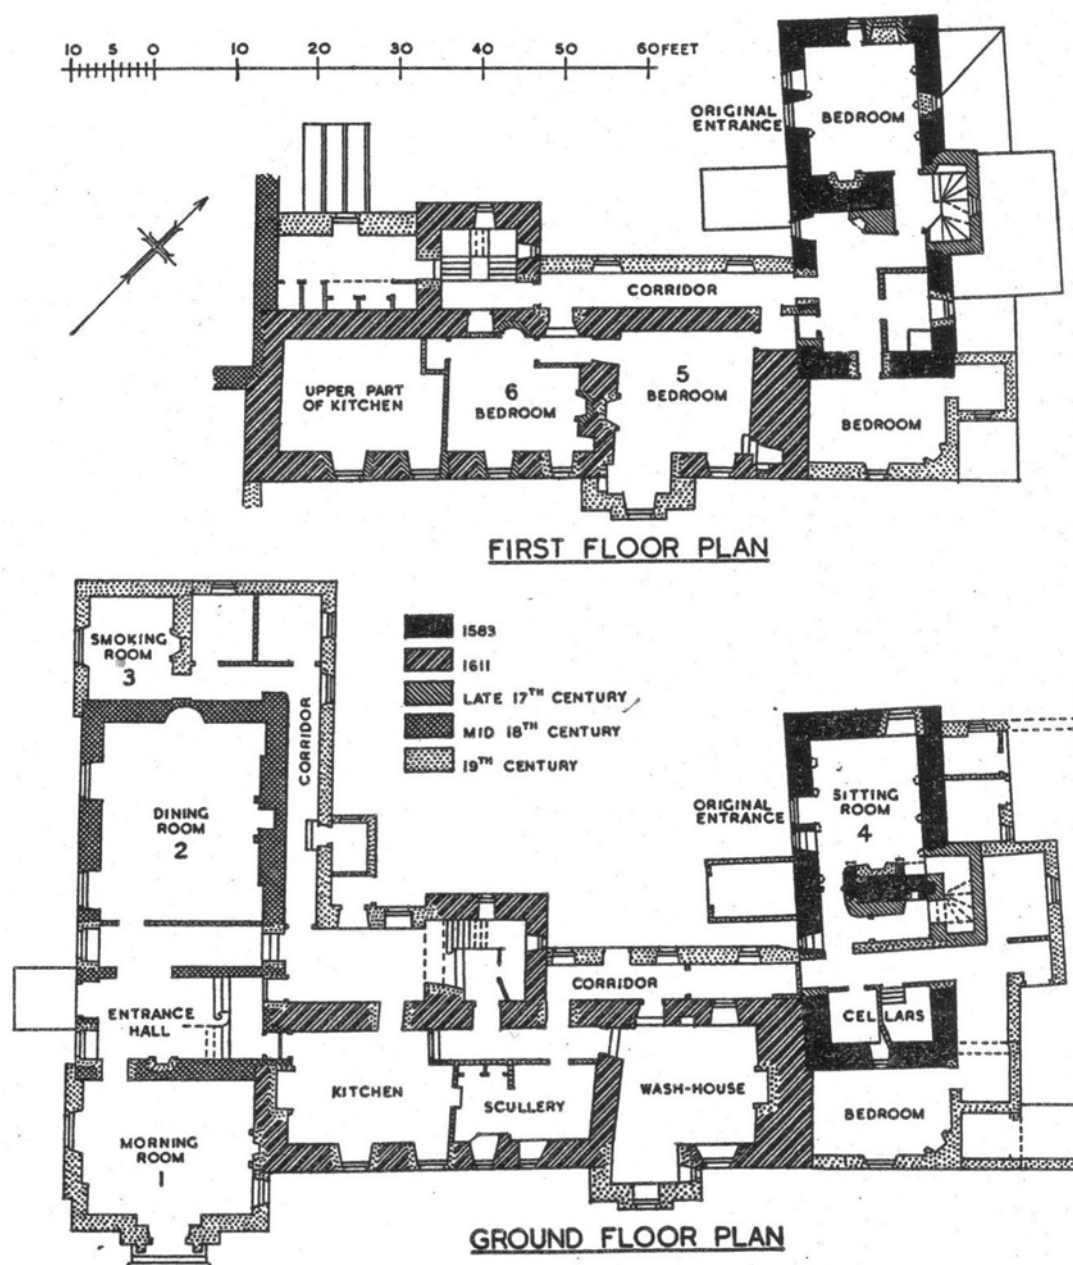 10 5 0 10 20 30 40 50 60 FEET
ORIGINAL
ENTRANCE
BEDROOM
CORRIDOR
UPPER PART
OF KITCHEN
6
BEDROOM
5
BEDROOM
BEDROOM
FIRST FLOOR PLAN
SMOKING
ROOM
3
CORRIDOR
1583
1611
LATE 17TH CENTURY
MID 18TH CENTURY
19TH CENTURY
DINING
ROOM
2
ORIGINAL
ENTRANCE
SITTING
ROOM
4
ENTRANCE
HALL
CORRIDOR
CELLARS
KITCHEN
SCULLERY
WASH-HOUSE
BEDROOM
MORNING
ROOM
1
GROUND FLOOR PLAN